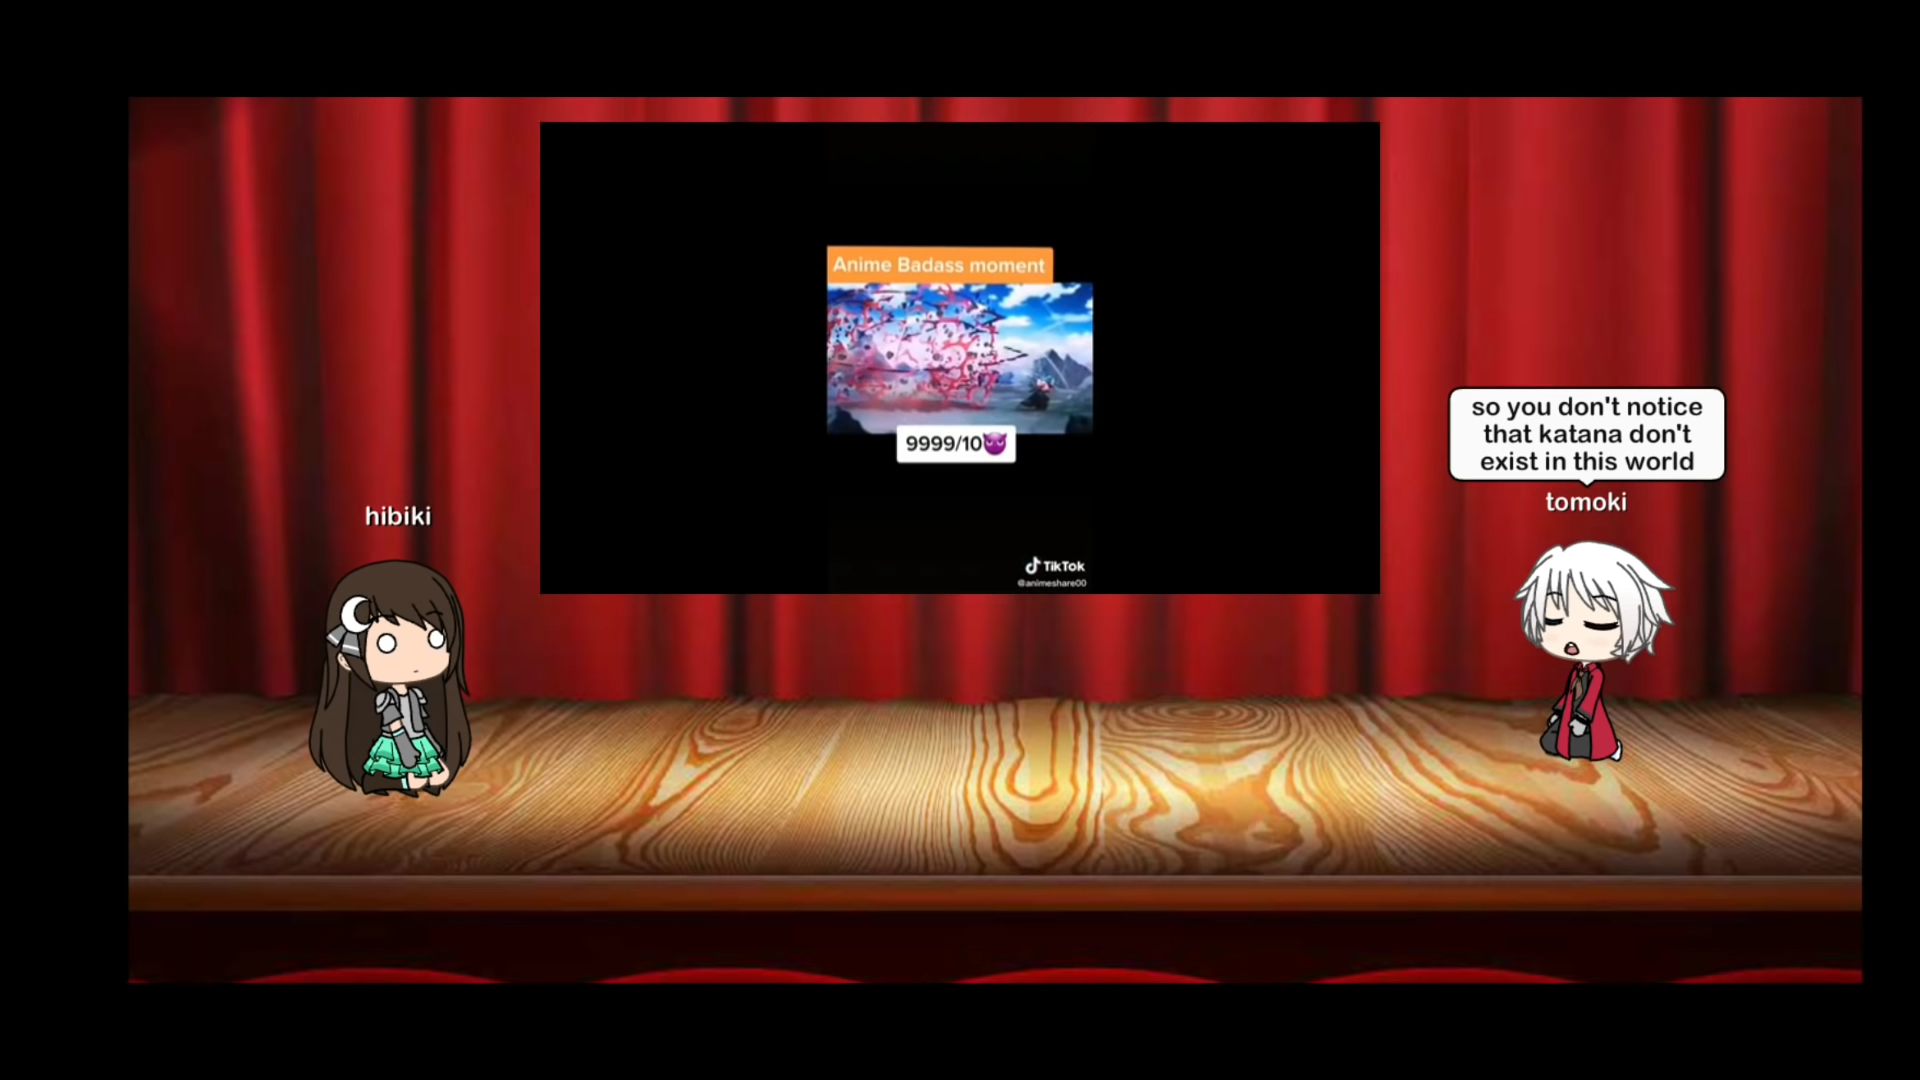 Anime Badass moment
9999/10😈
TikTok
@animeshare00
so you don't notice
that katana don't
exist in this world
hibiki
tomoki